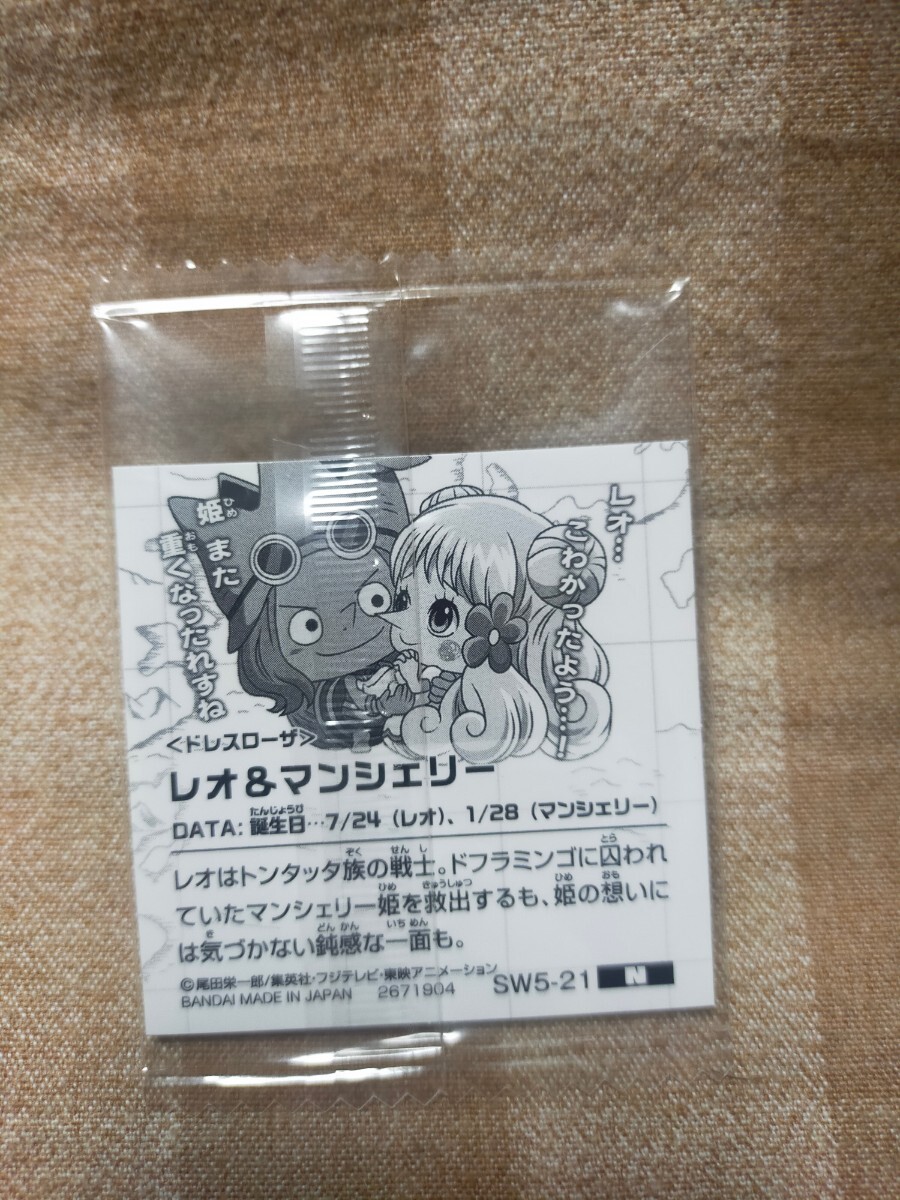 レオ…
こわかったよう…!
姫また
重くなったれすね
<ドレスローザ>
レオ&マンシェリー
DATA: 誕生日…7/24 (レオ)、1/28 (マンシェリー)
レオはトンタッタ族の戦士。ドフラミンゴに囚われ
ていたマンシェリー姫を救出するも、姫の想いに
は気づかない鈍感な一面も。
©尾田栄一郎/集英社・フジテレビ・東映アニメーション
BANDAI MADE IN JAPAN 2671904 SW5-21 N